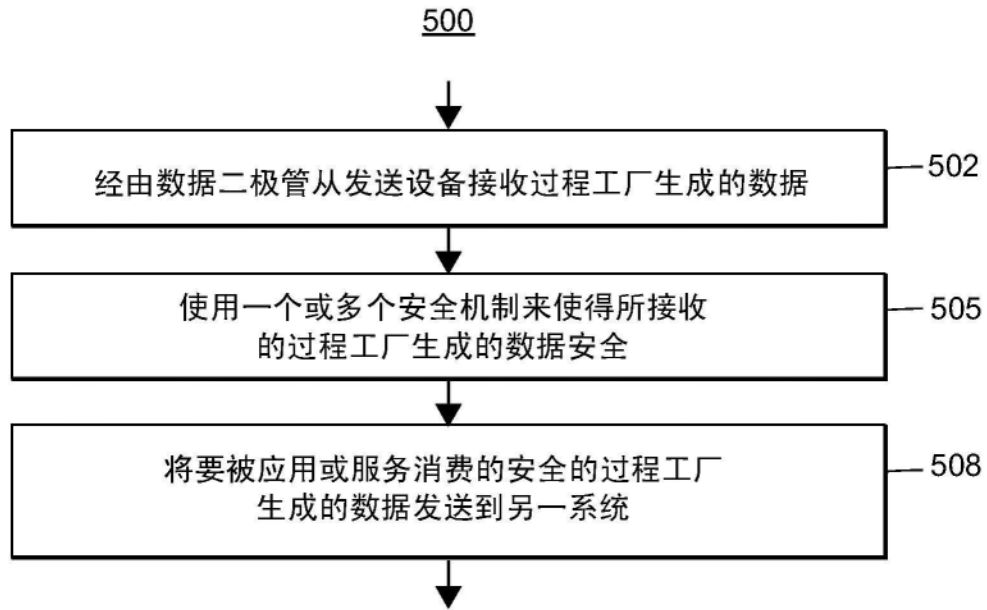 500
经由数据二极管从发送设备接收过程工厂生成的数据
502
使用一个或多个安全机制来使得所接收
的过程工厂生成的数据安全
505
将要被应用或服务消费的安全的过程工厂
生成的数据发送到另一系统
508